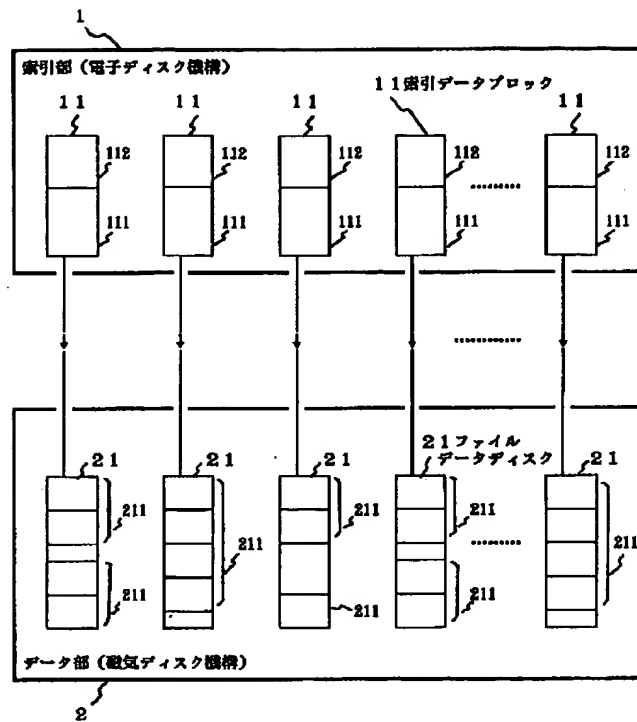 1
索引部(電子ディスク機構)
11 11 11 11索引データブロック 11
112 112 112 112 112
………
111 111 111 111 111
………
21 21 21 21ファイル 21
データディスク
211 211 211
211 ……… 211
211 211 211
データ部(磁気ディスク機構)
2